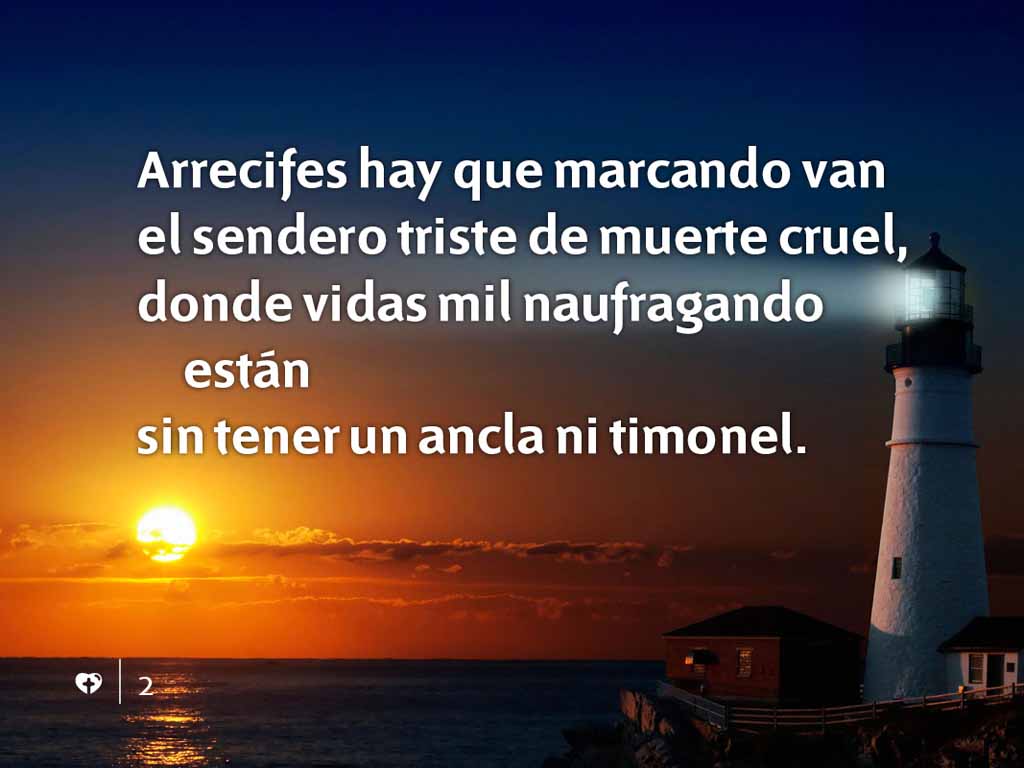 Arrecifes hay que marcando van
el sendero triste de muerte cruel,
donde vidas mil naufragando
están
sin tener un ancla ni timonel.
2